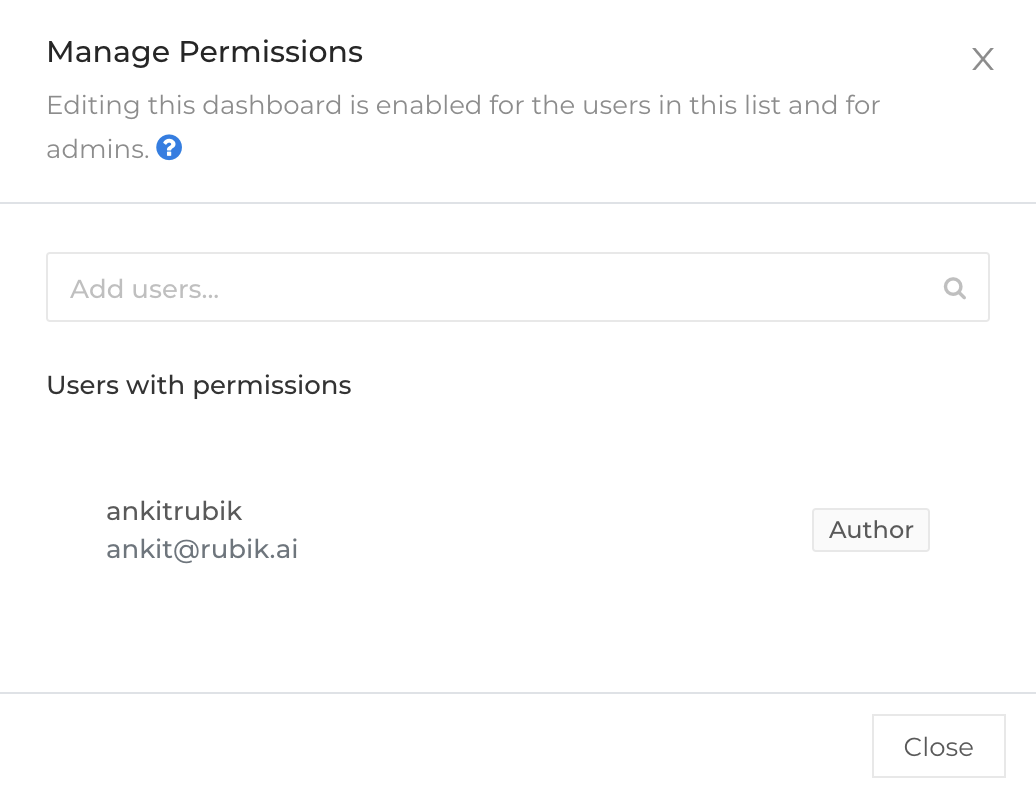 Manage Permissions
X
Editing this dashboard is enabled for the users in this list and for
admins. ?
Add users...
Users with permissions
ankitrubik
ankit@rubik.ai
Author
Close